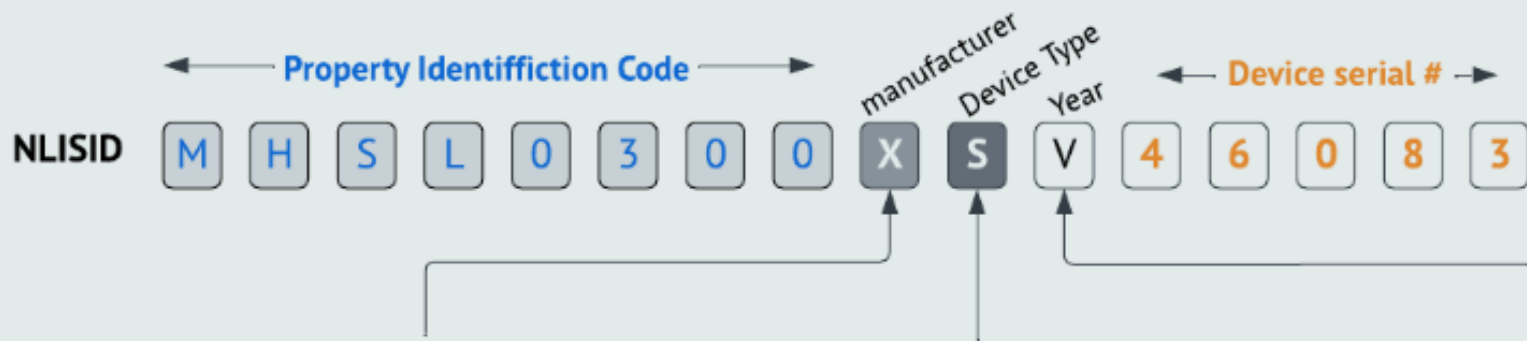 Property Identiffiction Code
manufacturer
Device Type
Year
Device serial #
NLISID M H S L 0 3 0 0 X S V 4 6 0 8 3